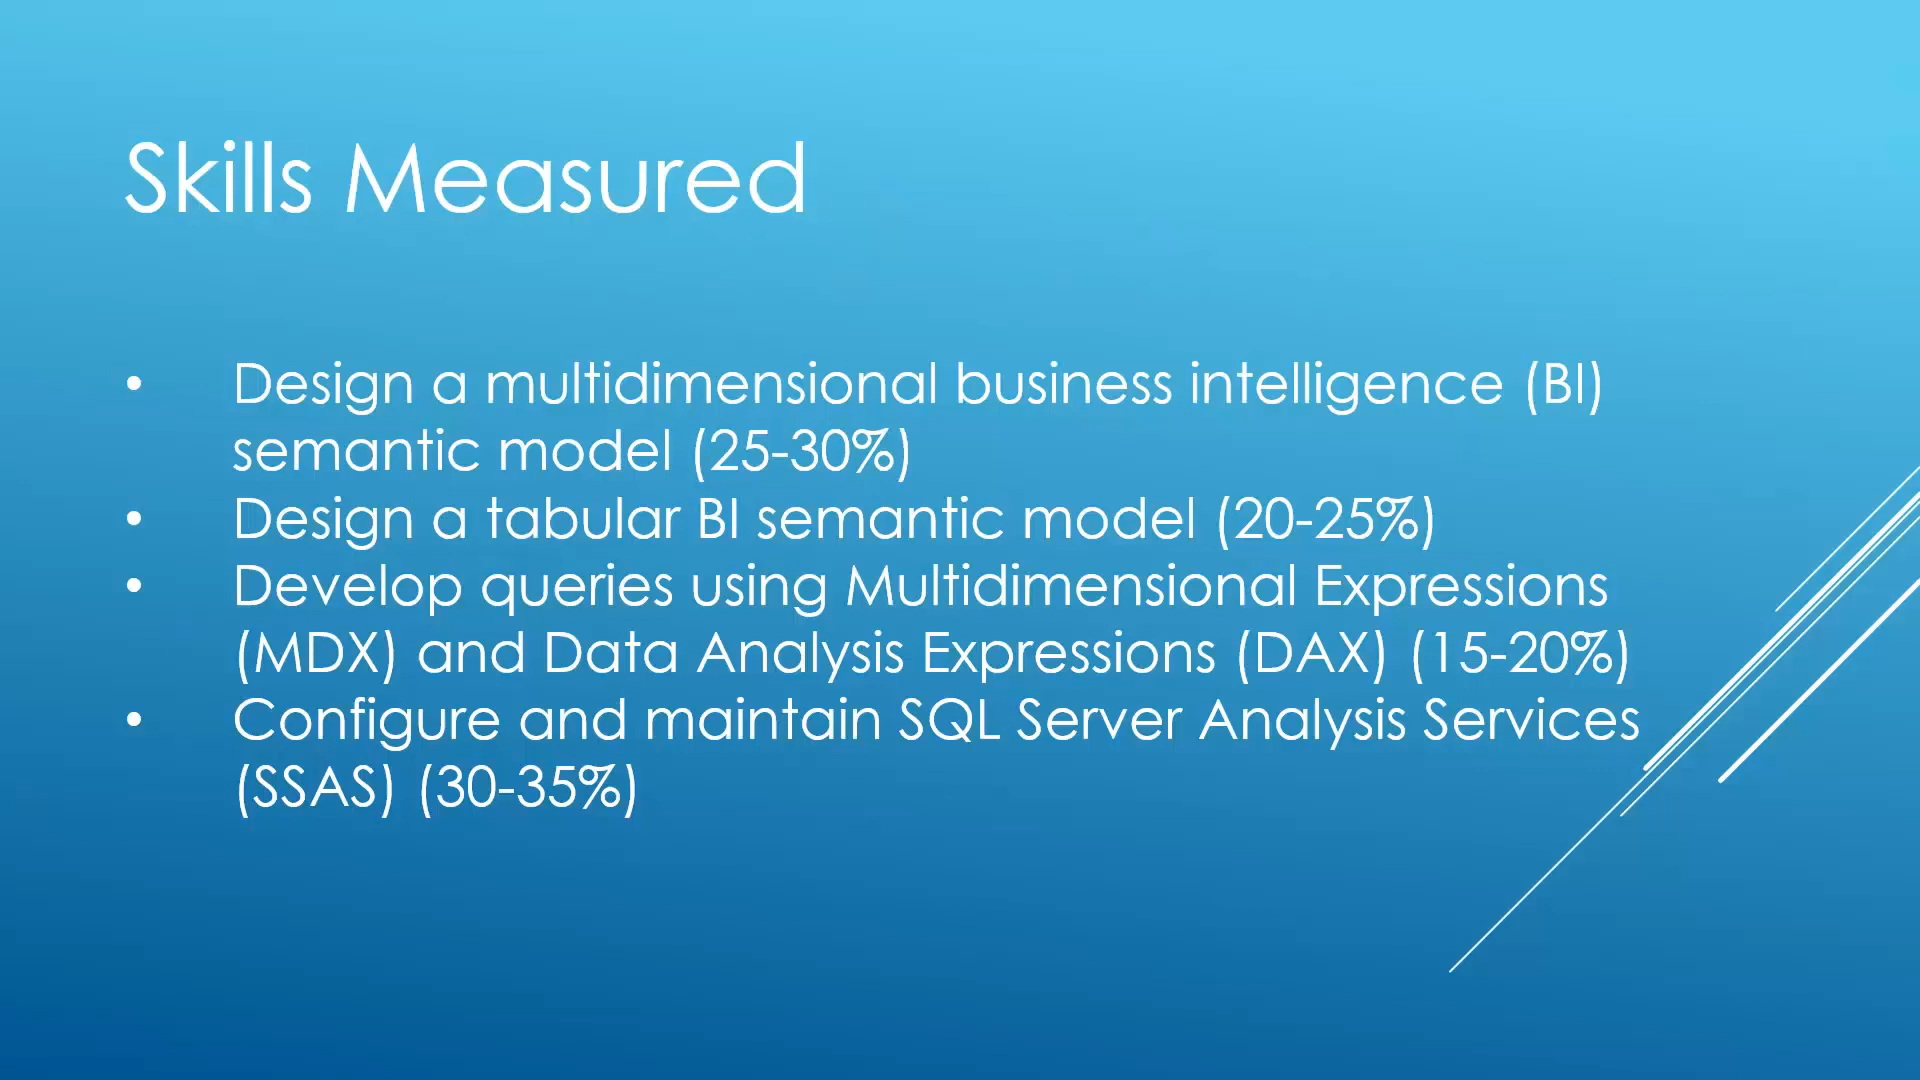 Skills Measured
• Design a multidimensional business intelligence (BI)
semantic model (25-30%)
• Design a tabular BI semantic model (20-25%)
• Develop queries using Multidimensional Expressions
(MDX) and Data Analysis Expressions (DAX) (15-20%)
• Configure and maintain SQL Server Analysis Services
(SSAS) (30-35%)